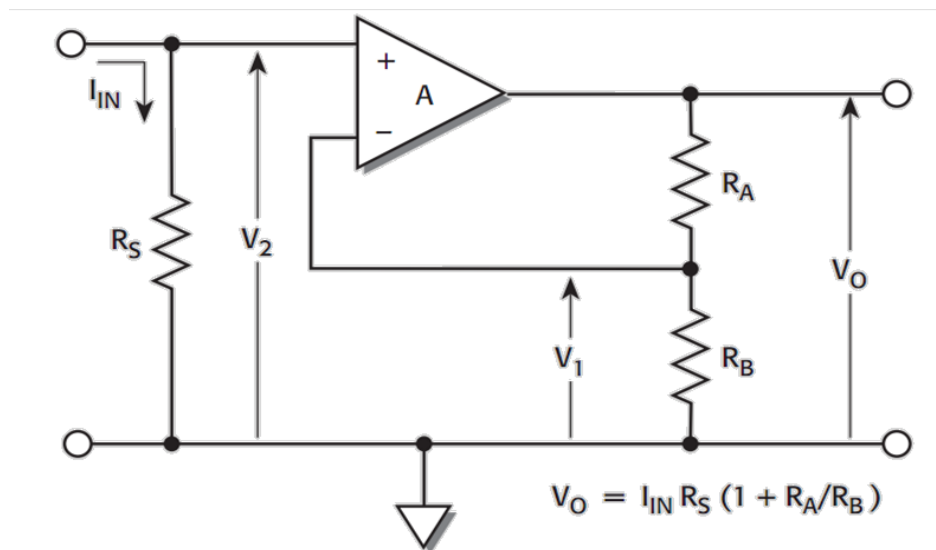 +
A
−
I_IN
R_S
V_2
R_A
V_O
V_1
R_B
V_O = I_IN R_S (1 + R_A/R_B)